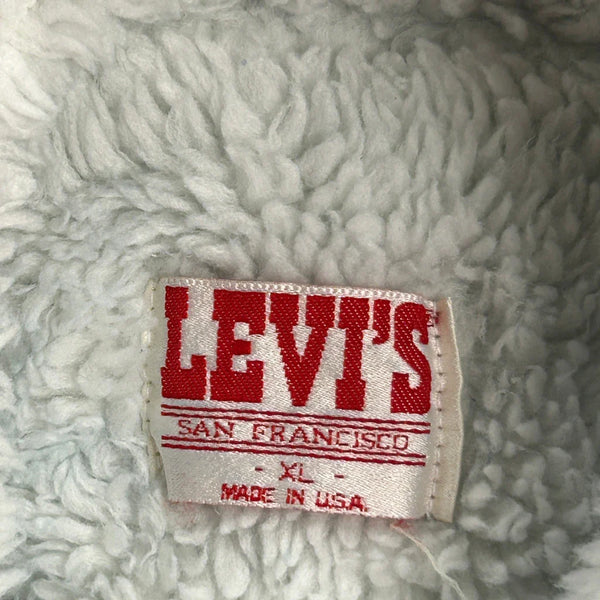 LEVI'S
SAN FRANCISCO
- XL -
MADE IN U.S.A.